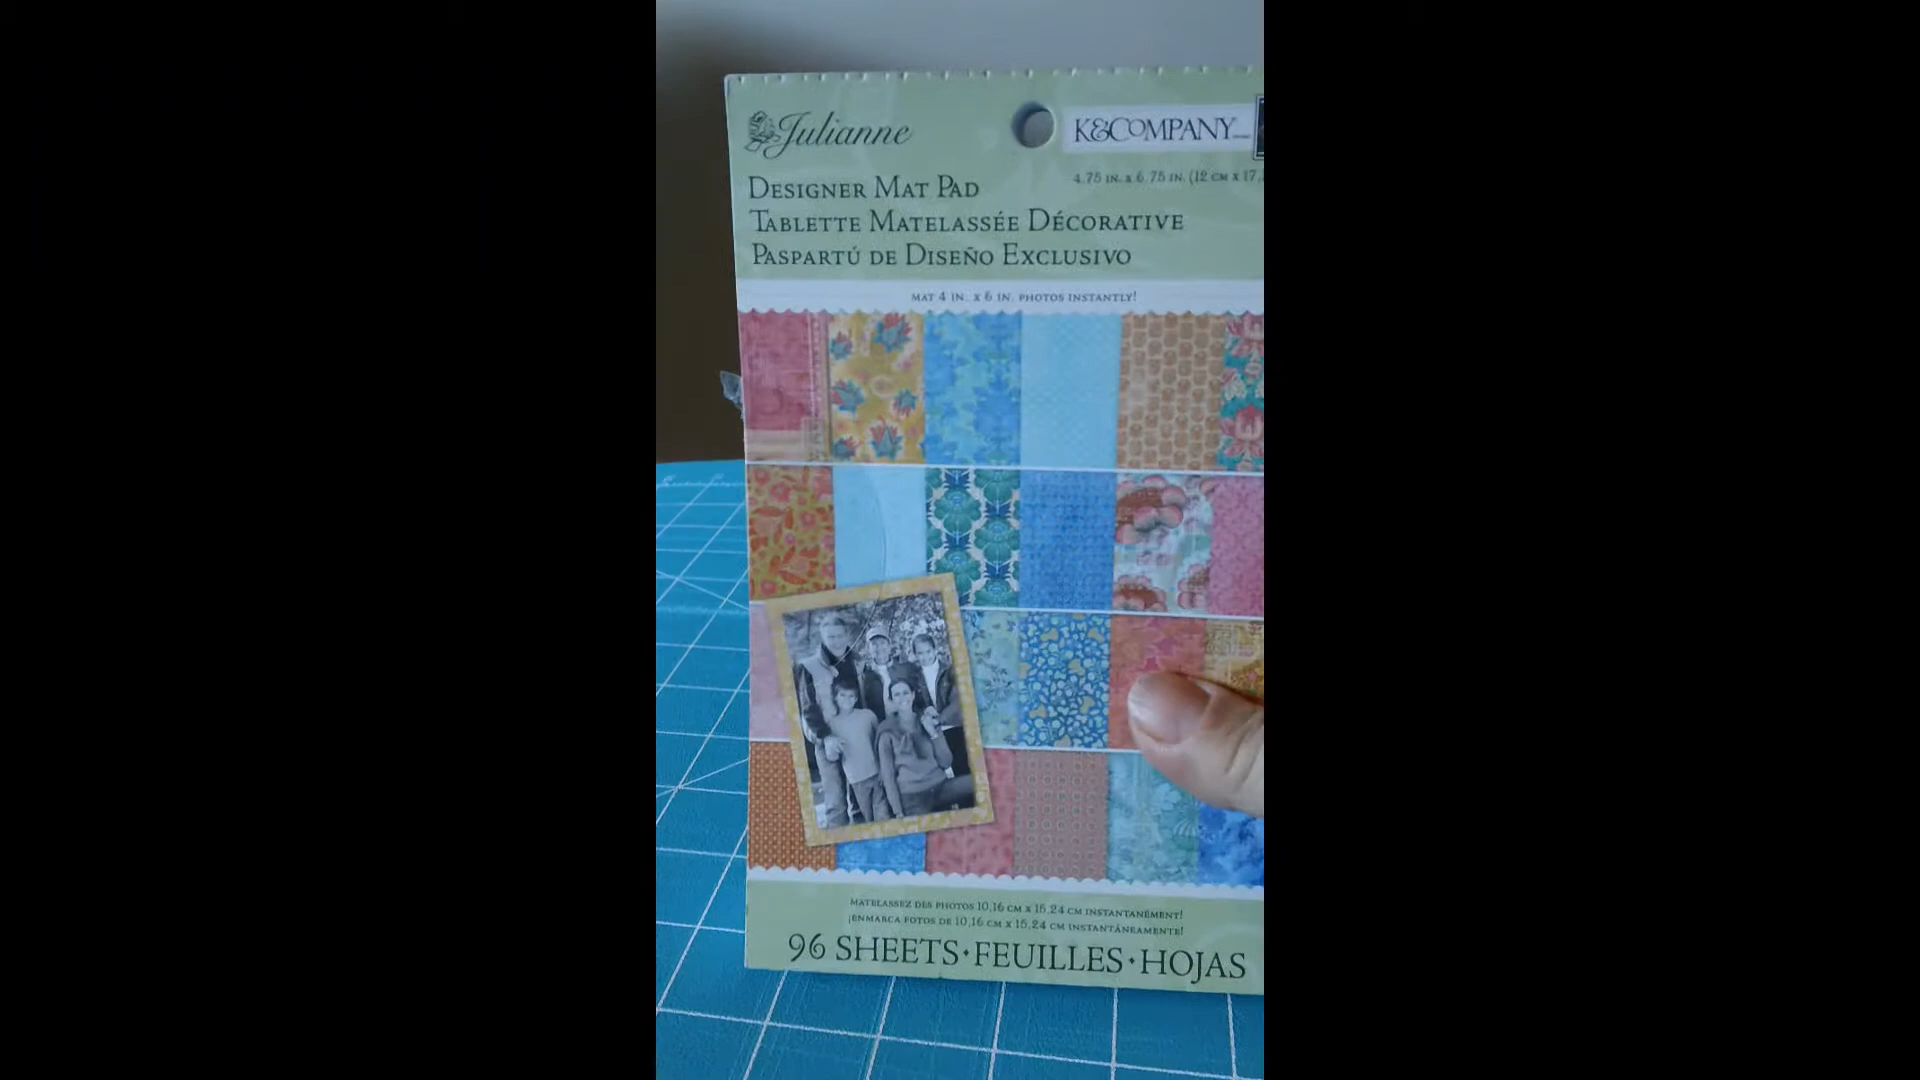 Julianne
K&COMPANY
4.75 IN. X 6.75 IN. (12 CM X 17,
DESIGNER MAT PAD
TABLETTE MATELASSÉE DÉCORATIVE
PASPARTÚ DE DISEÑO EXCLUSIVO
MAT 4 IN. X 6 IN. PHOTOS INSTANTLY!
MATELASSEZ DES PHOTOS 10,16 CM X 15,24 CM INSTANTANÉMENT!
¡ENMARCA FOTOS DE 10,16 CM X 15,24 CM INSTANTÁNEAMENTE!
96 SHEETS·FEUILLES·HOJAS